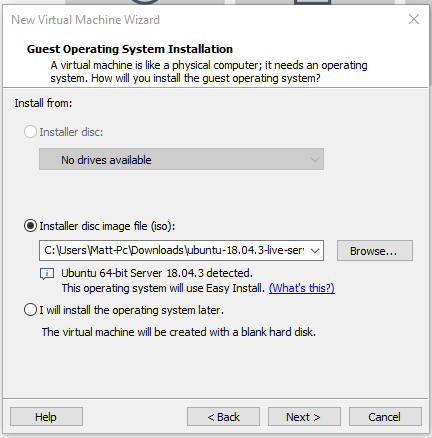 New Virtual Machine Wizard
Guest Operating System Installation
A virtual machine is like a physical computer; it needs an operating
system. How will you install the guest operating system?
Install from:
Installer disc:
No drives available
Installer disc image file (iso):
C:\Users\Matt-Pc\Downloads\ubuntu-18.04.3-live-ser
Browse...
Ubuntu 64-bit Server 18.04.3 detected.
This operating system will use Easy Install. (What's this?)
I will install the operating system later.
The virtual machine will be created with a blank hard disk.
Help
< Back
Next >
Cancel